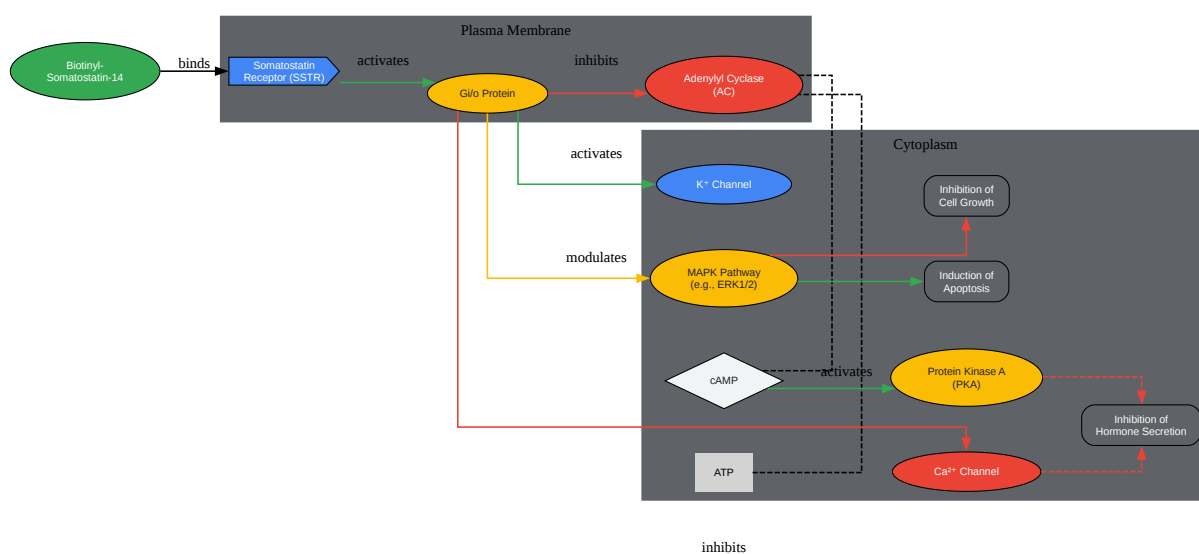 Plasma Membrane
Biotinyl-
Somatostatin-14
binds
Somatostatin
Receptor (SSTR)
activates
Gi/o Protein
inhibits
Adenylyl Cyclase
(AC)
Cytoplasm
activates
K⁺ Channel
Inhibition of
Cell Growth
modulates
MAPK Pathway
(e.g., ERK1/2)
Induction of
Apoptosis
cAMP
activates
Protein Kinase A
(PKA)
Inhibition of
Hormone Secretion
ATP
Ca²⁺ Channel
inhibits